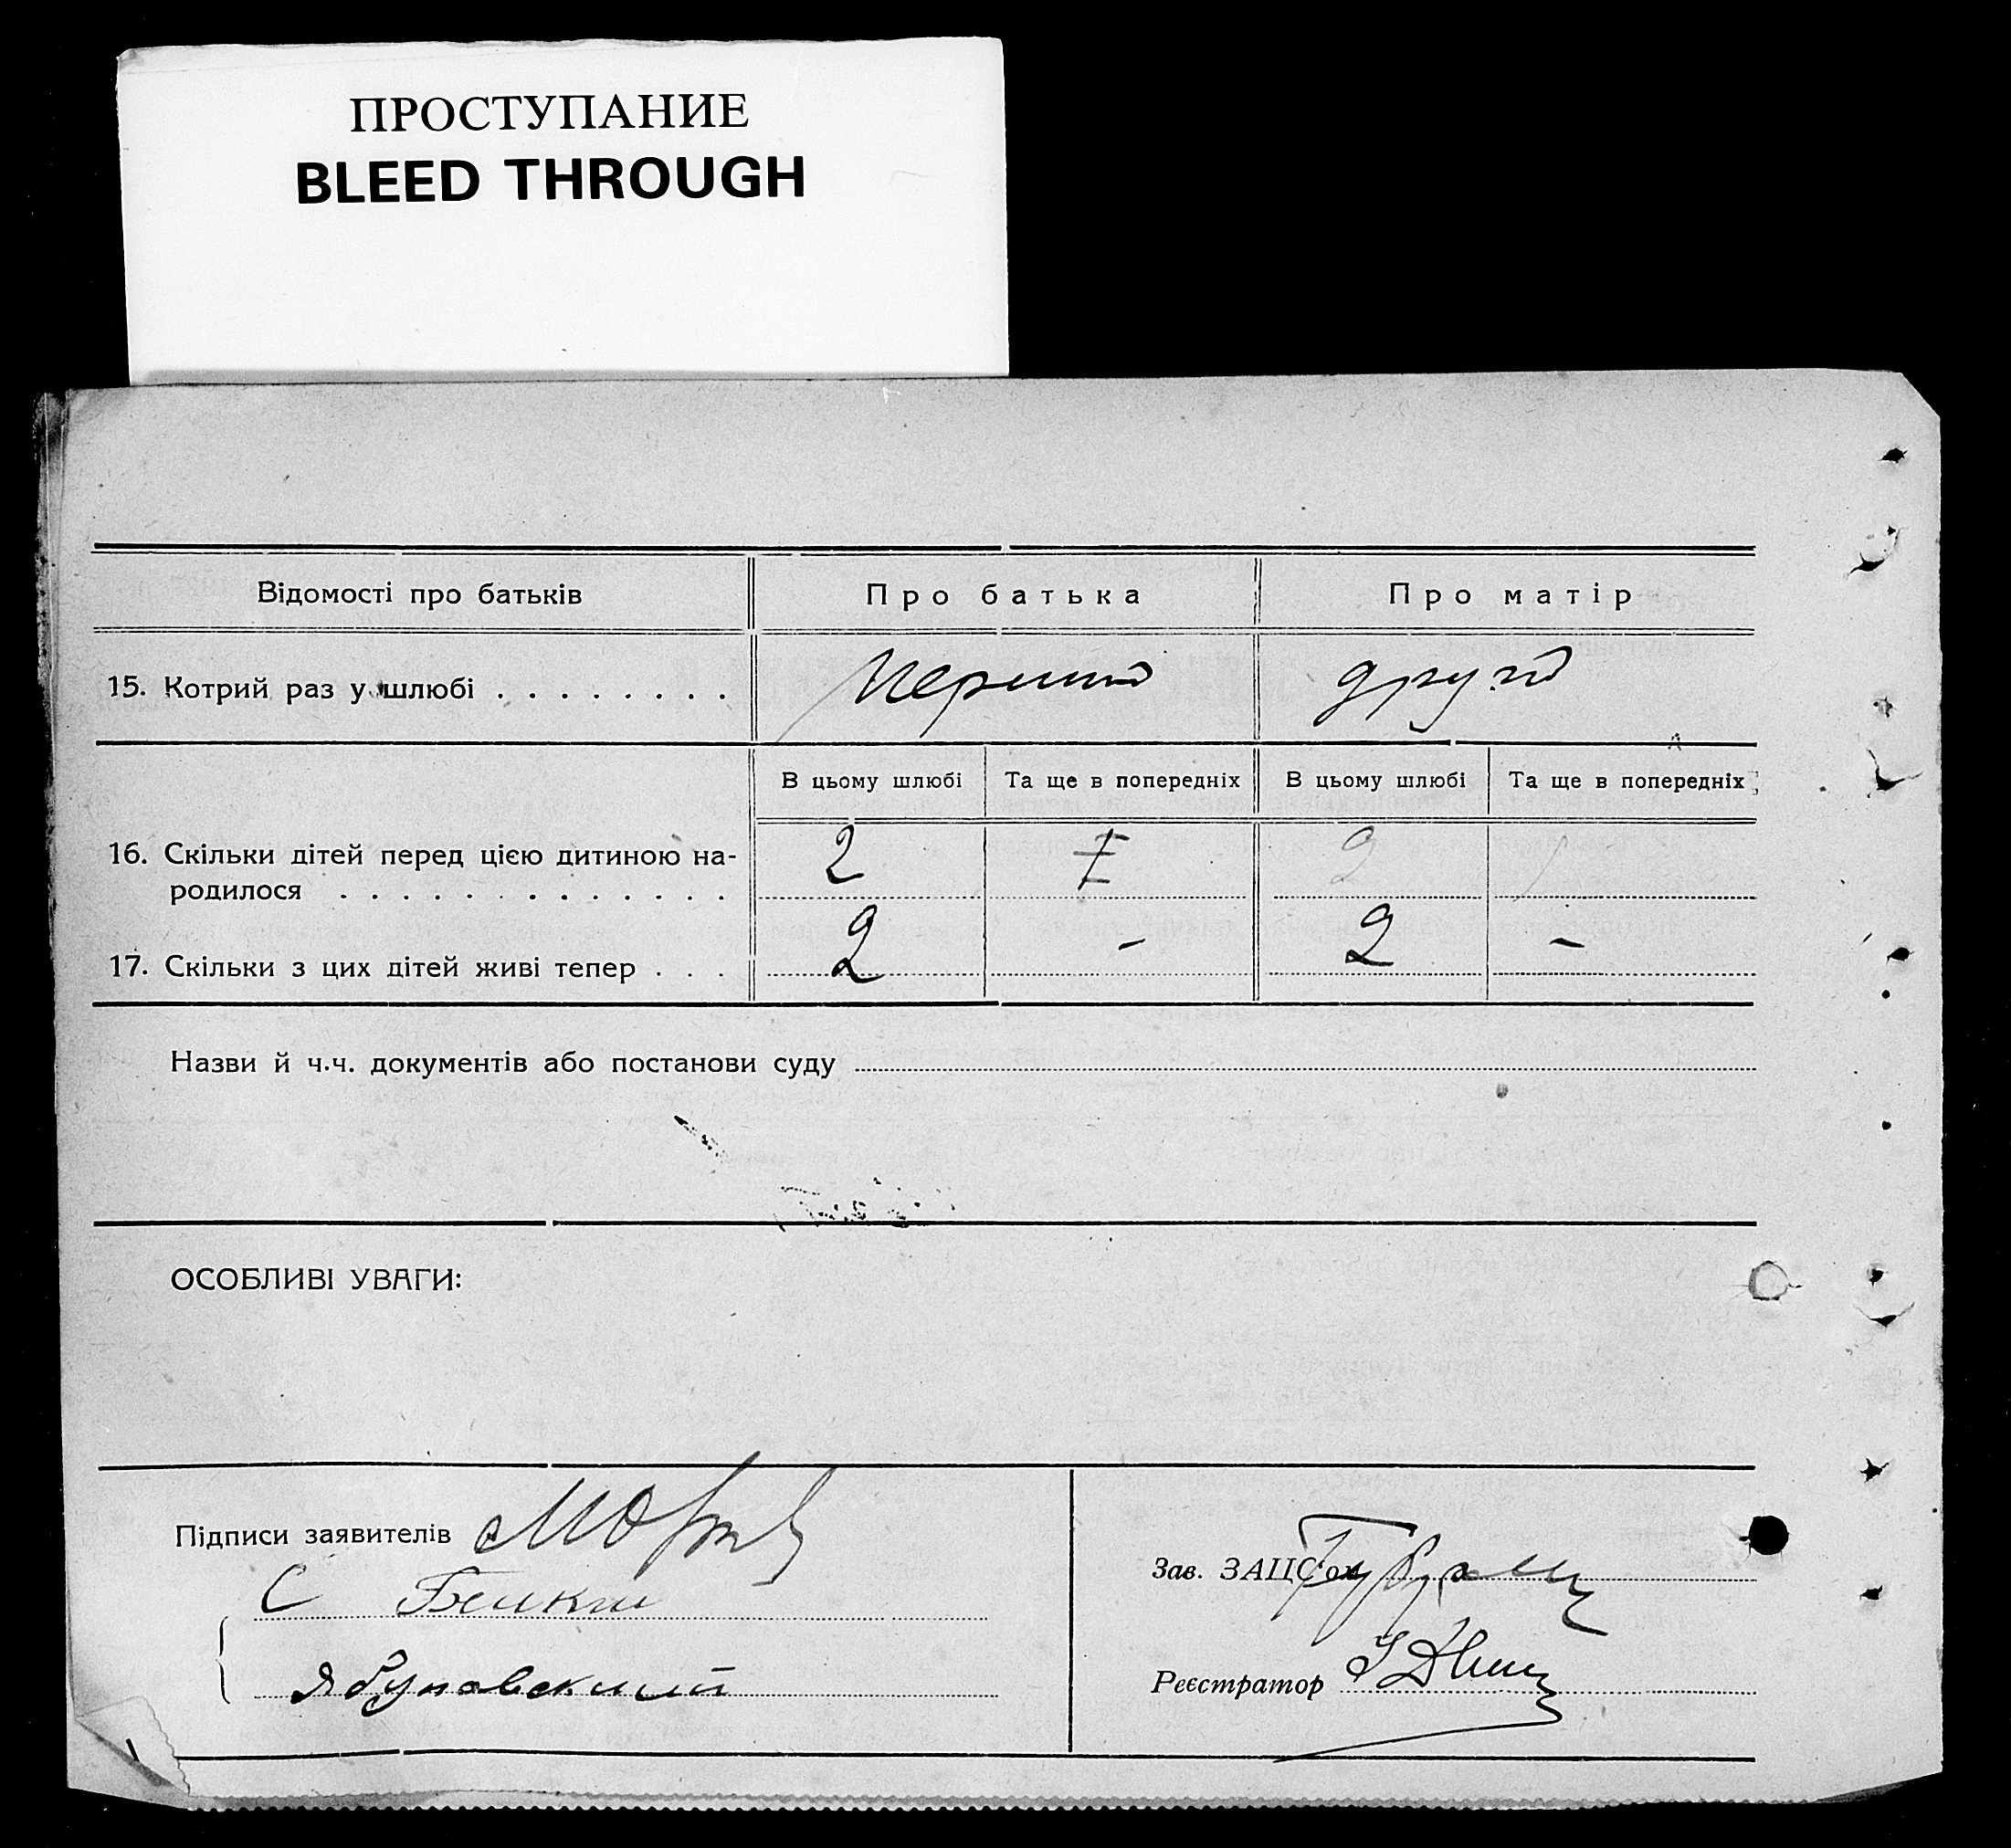 ПРОСТУПАНИЕ
BLEED THROUGH
Відомості про батьків
Про батька
Про матір
15. Котрий раз у шлюбі . . . . . . . .
перший
другий
В цьому шлюбі
Та ще в попередніх
В цьому шлюбі
Та ще в попередніх
16. Скільки дітей перед цією дитиною на-
родилося . . . . . . . . . . . . .
2
2
17. Скільки з цих дітей живі тепер . . .
2
-
2
-
Назви й ч.ч. документів або постанови суду
ОСОБЛИВІ УВАГИ:
Підписи заявителів
С
Зав. ЗАЦС'ом
Реєстратор